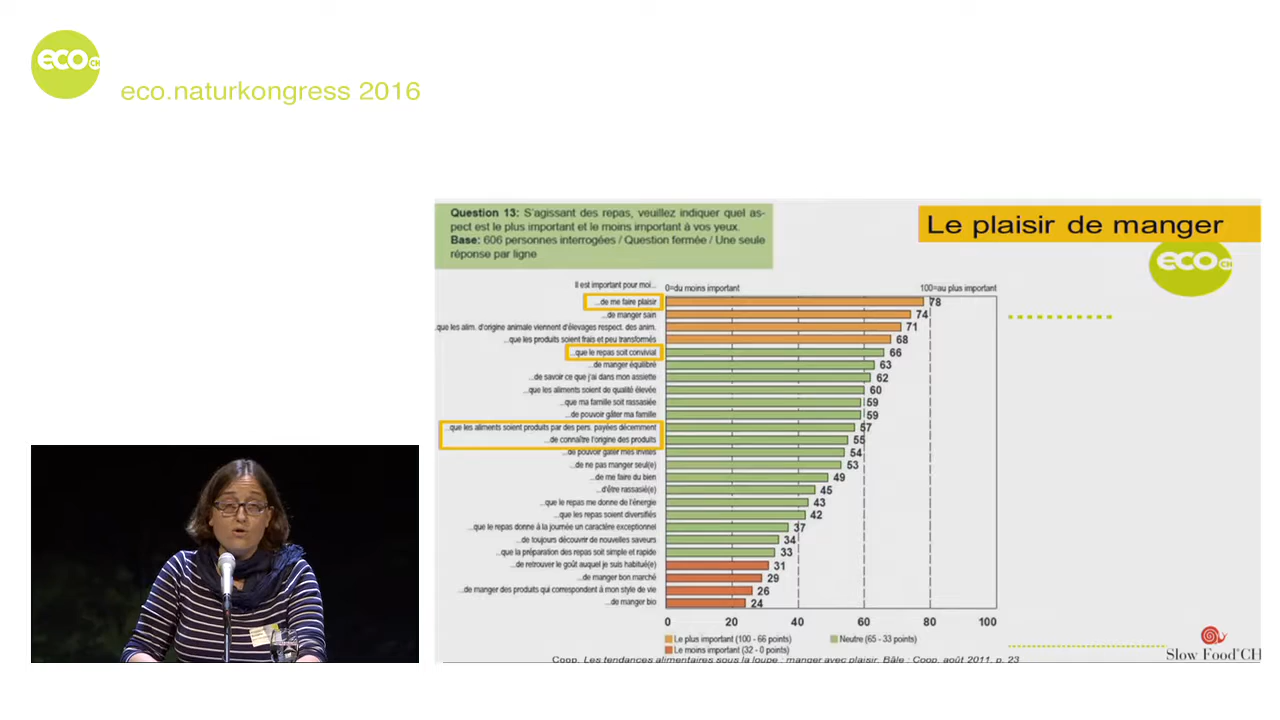 eco.CH
eco.naturkongress 2016
Question 13: S'agissant des repas, veuillez indiquer quel as-
pect est le plus important et le moins important à vos yeux.
Base: 606 personnes interrogées / Question fermée / Une seule
réponse par ligne
Le plaisir de manger
eco.CH
Il est important pour moi...
0=du moins important
100=au plus important
...de me faire plaisir 78
...de manger sain 74
...que les alim. d'origine animale viennent d'élevages respect. des anim. 71
...que les produits soient frais et peu transformés 68
...que le repas soit convivial 66
...de manger équilibré 63
...de savoir ce que j'ai dans mon assiette 62
...que les aliments soient de qualité élevée 60
...que ma famille soit rassasiée 59
...de pouvoir gâter ma famille 59
...que les aliments soient produits par des pers. payées décemment 57
...de connaître l'origine des produits 55
...de pouvoir gâter mes invités 54
...de ne pas manger seul(e) 53
...de me faire du bien 49
...d'être rassasié(e) 45
...que le repas me donne de l'énergie 43
...que les repas soient diversifiés 42
...que le repas donne à la journée un caractère exceptionnel 37
...de toujours découvrir de nouvelles saveurs 34
...que la préparation des repas soit simple et rapide 33
...de retrouver le goût auquel je suis habitué(e) 31
...de manger bon marché 29
...de manger des produits qui correspondent à mon style de vie 26
...de manger bio 24
0 20 40 60 80 100
Le plus important (100 - 66 points)
Neutre (65 - 33 points)
Le moins important (32 - 0 points)
Coop. Les tendances alimentaires sous la loupe : manger avec plaisir. Bâle : Coop, août 2011, p. 23
Slow Food®CH